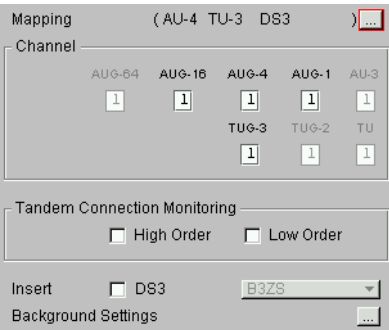 Mapping (AU-4 TU-3 DS3 ) ...
Channel
AUG-64 AUG-16 AUG-4 AUG-1 AU-3
1 1 1 1 1
TUG-3 TUG-2 TU
1 1 1
Tandem Connection Monitoring
High Order Low Order
Insert DS3 B3ZS
Background Settings ...